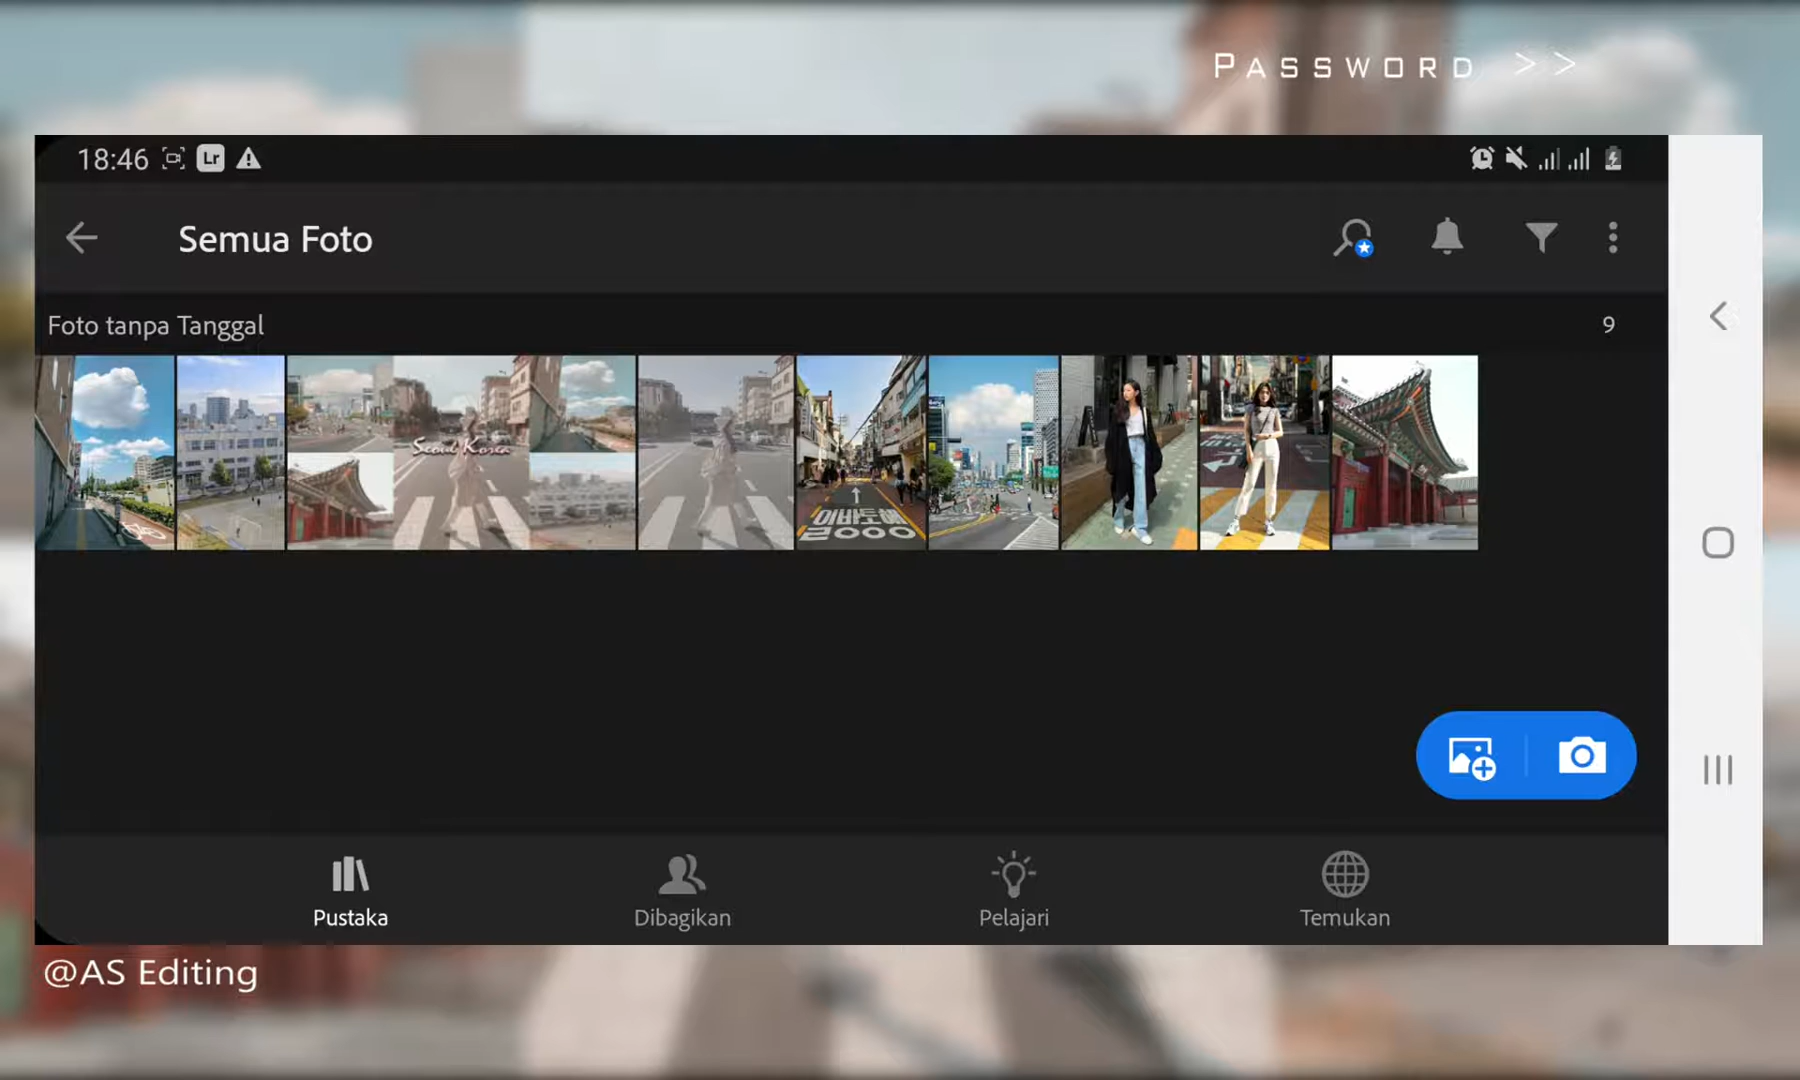 PASSWORD >>
18:46 Lr
Semua Foto
Foto tanpa Tanggal
9
Seoul Korea
Pustaka
Dibagikan
Pelajari
Temukan
@AS Editing